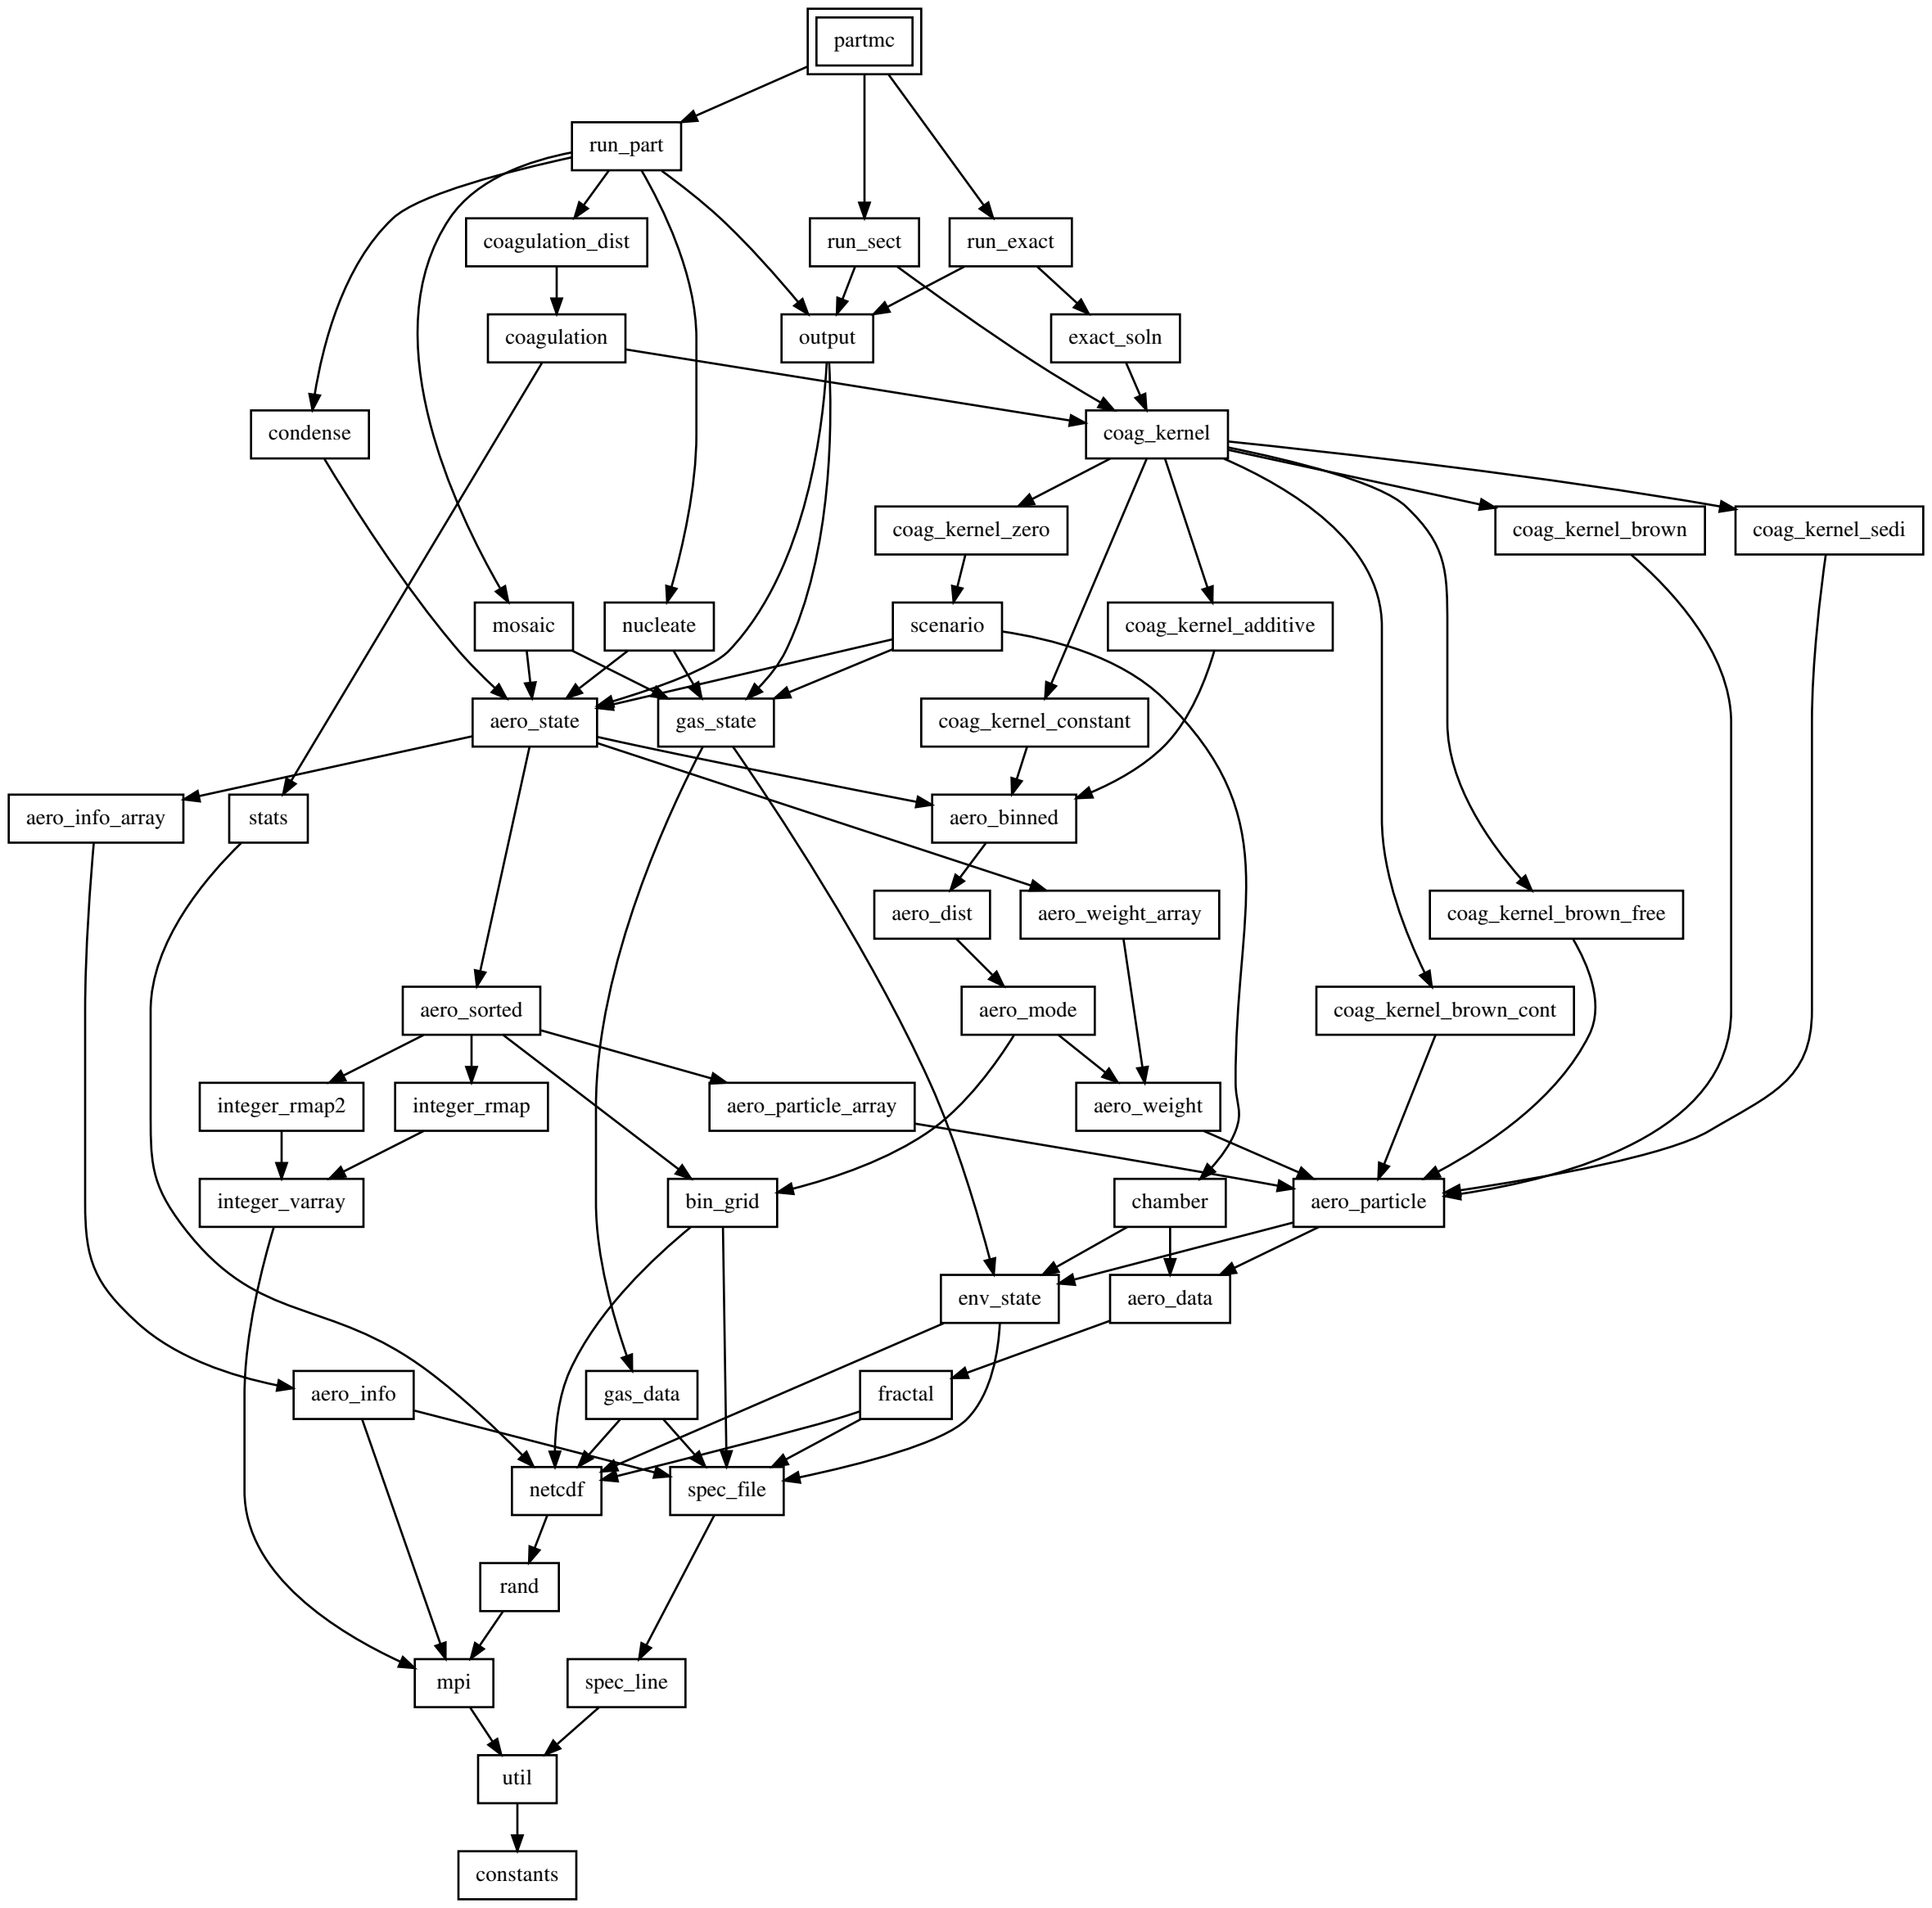 partmc
run_part
coagulation_dist
run_sect
run_exact
coagulation
output
exact_soln
condense
coag_kernel
coag_kernel_zero
coag_kernel_brown
coag_kernel_sedi
mosaic
nucleate
scenario
coag_kernel_additive
aero_state
gas_state
coag_kernel_constant
aero_info_array
stats
aero_binned
aero_dist
aero_weight_array
coag_kernel_brown_free
aero_sorted
aero_mode
coag_kernel_brown_cont
integer_rmap2
integer_rmap
aero_particle_array
aero_weight
integer_varray
bin_grid
chamber
aero_particle
env_state
aero_data
aero_info
gas_data
fractal
netcdf
spec_file
rand
mpi
spec_line
util
constants